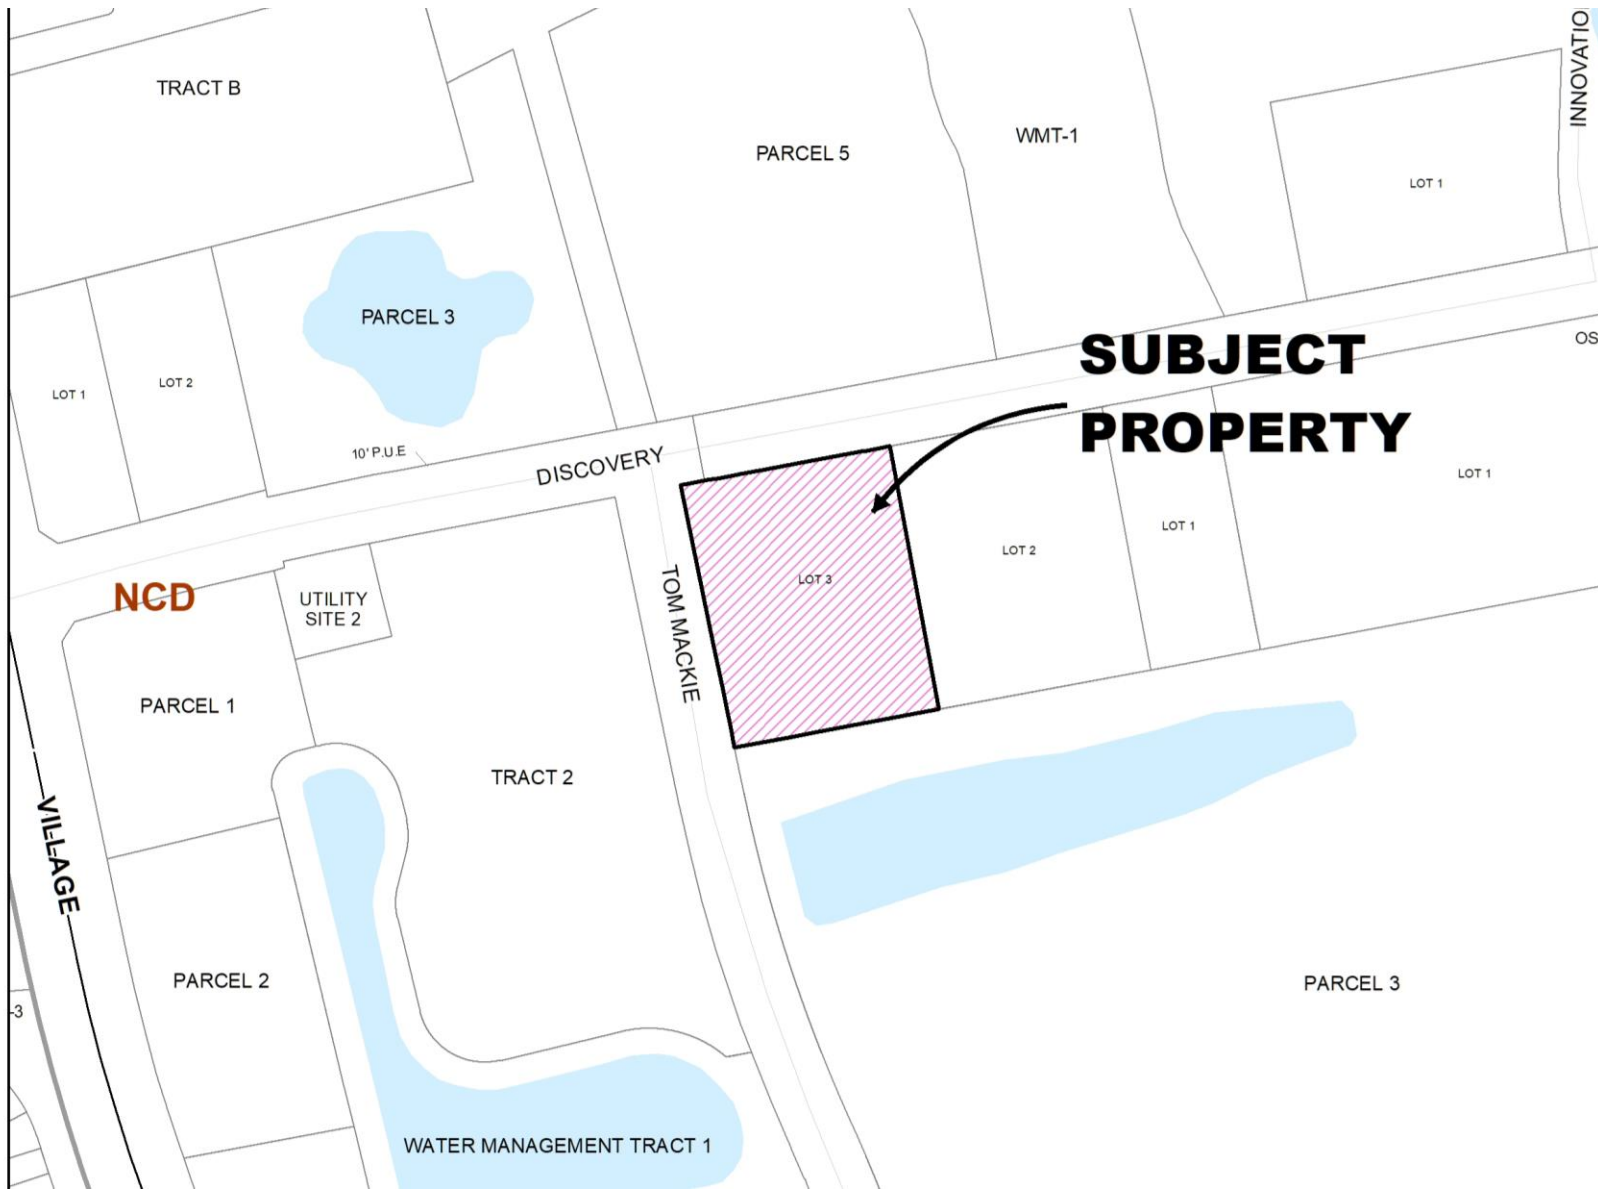 TRACT B
INNOVATIO
PARCEL 5
WMT-1
LOT 1
PARCEL 3
LOT 1
LOT 2
SUBJECT
PROPERTY
OS
10' P.U.E
DISCOVERY
LOT 3
LOT 2
LOT 1
LOT 1
NCD
UTILITY
SITE 2
TOM MACKIE
PARCEL 1
TRACT 2
VILLAGE
PARCEL 2
PARCEL 3
-3
WATER MANAGEMENT TRACT 1